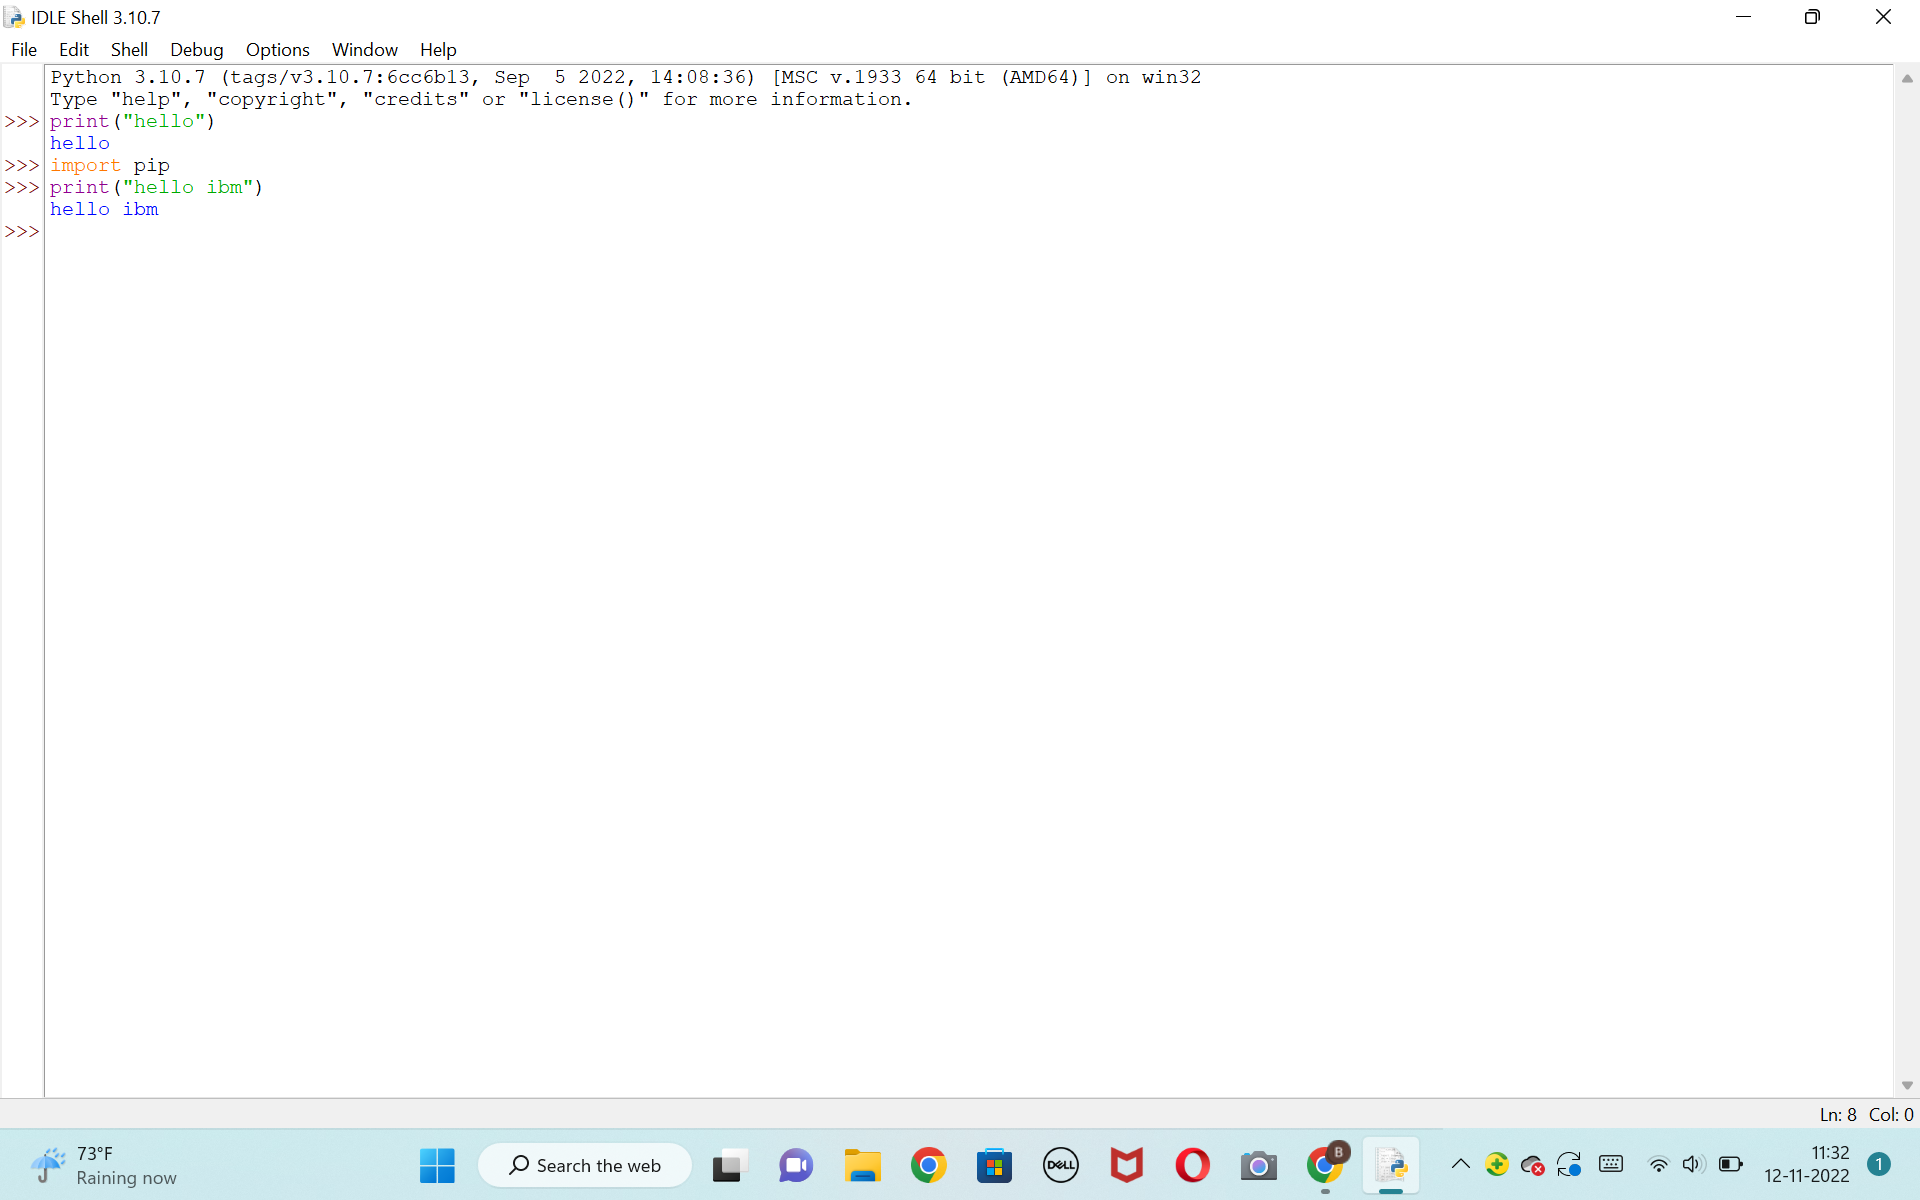 IDLE Shell 3.10.7
File Edit Shell Debug Options Window Help
Python 3.10.7 (tags/v3.10.7:6cc6b13, Sep  5 2022, 14:08:36) [MSC v.1933 64 bit (AMD64)] on win32
Type "help", "copyright", "credits" or "license()" for more information.
>>> print("hello")
hello
>>> import pip
>>> print("hello ibm")
hello ibm
>>>
Ln: 8 Col: 0
73°F
Raining now
Search the web
DELL
B
11:32
12-11-2022
1